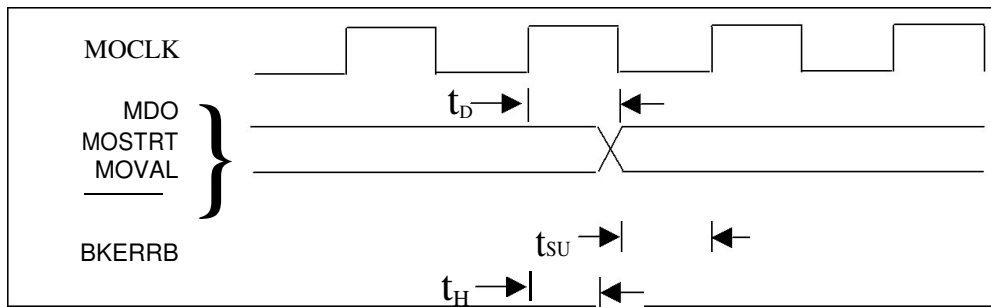 MOCLK
tD
MDO
MOSTRT
MOVAL
tSU
BKERRB
tH